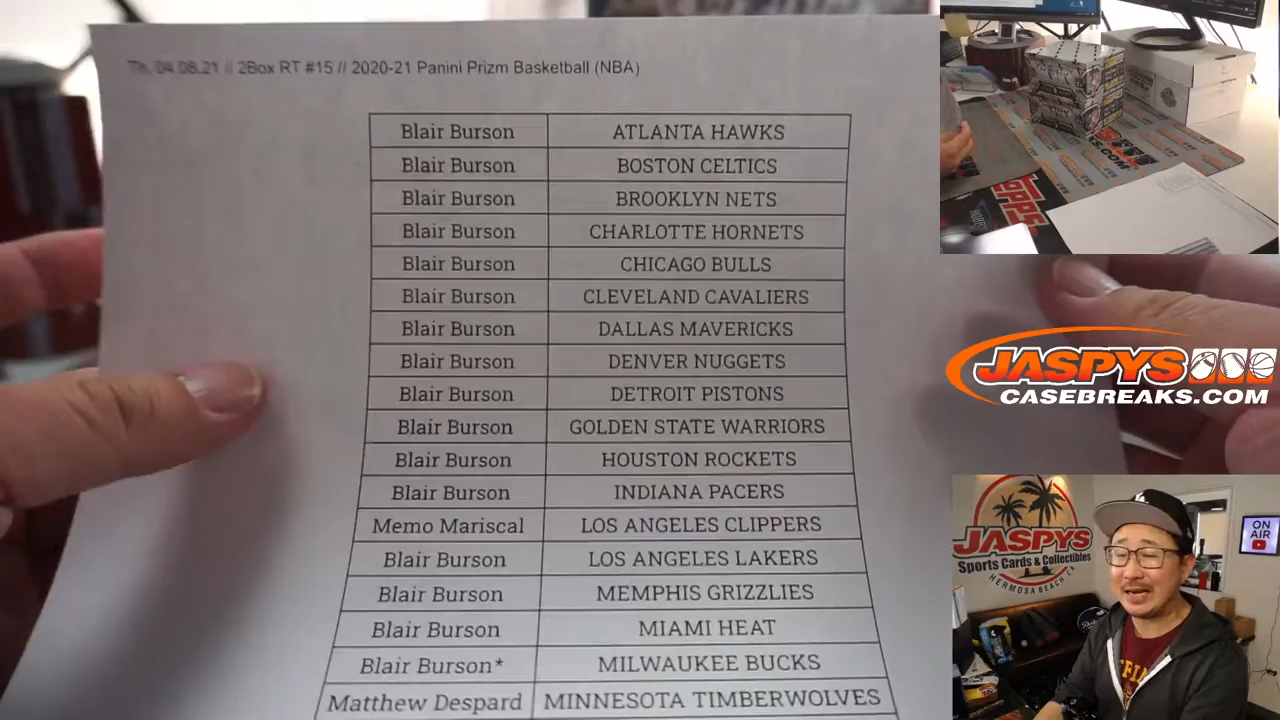 Th. 04.08.21 // 2Box RT #15 // 2020-21 Panini Prizm Basketball (NBA)
Blair Burson ATLANTA HAWKS
Blair Burson BOSTON CELTICS
Blair Burson BROOKLYN NETS
Blair Burson CHARLOTTE HORNETS
Blair Burson CHICAGO BULLS
Blair Burson CLEVELAND CAVALIERS
Blair Burson DALLAS MAVERICKS
Blair Burson DENVER NUGGETS
Blair Burson DETROIT PISTONS
Blair Burson GOLDEN STATE WARRIORS
Blair Burson HOUSTON ROCKETS
Blair Burson INDIANA PACERS
Memo Mariscal LOS ANGELES CLIPPERS
Blair Burson LOS ANGELES LAKERS
Blair Burson MEMPHIS GRIZZLIES
Blair Burson MIAMI HEAT
Blair Burson* MILWAUKEE BUCKS
Matthew Despard MINNESOTA TIMBERWOLVES
TOPPS
JASPYS
CASEBREAKS.COM
JASPYS
Sports Cards & Collectibles
HERMOSA BEACH CA
ON
AIR